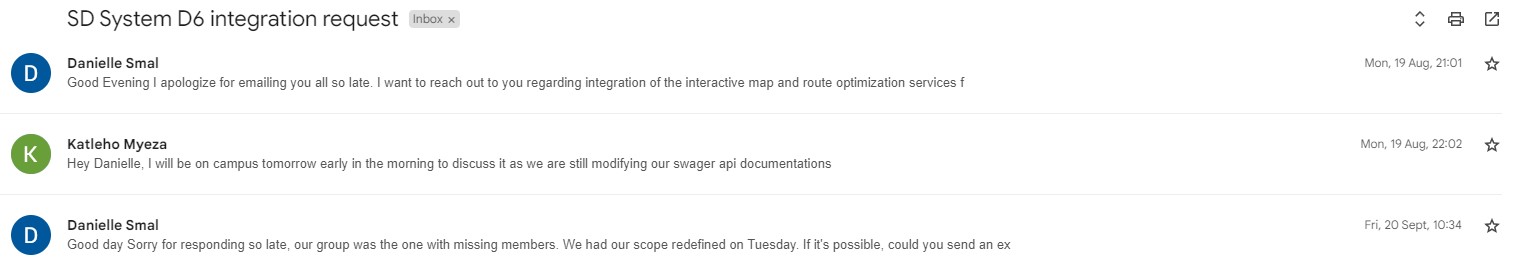 SD System D6 integration request Inbox ×
D Danielle Smal Mon, 19 Aug, 21:01
Good Evening I apologize for emailing you all so late. I want to reach out to you regarding integration of the interactive map and route optimization services f
K Katleho Myeza Mon, 19 Aug, 22:02
Hey Danielle, I will be on campus tomorrow early in the morning to discuss it as we are still modifying our swager api documentations
D Danielle Smal Fri, 20 Sept, 10:34
Good day Sorry for responding so late, our group was the one with missing members. We had our scope redefined on Tuesday. If it's possible, could you send an ex